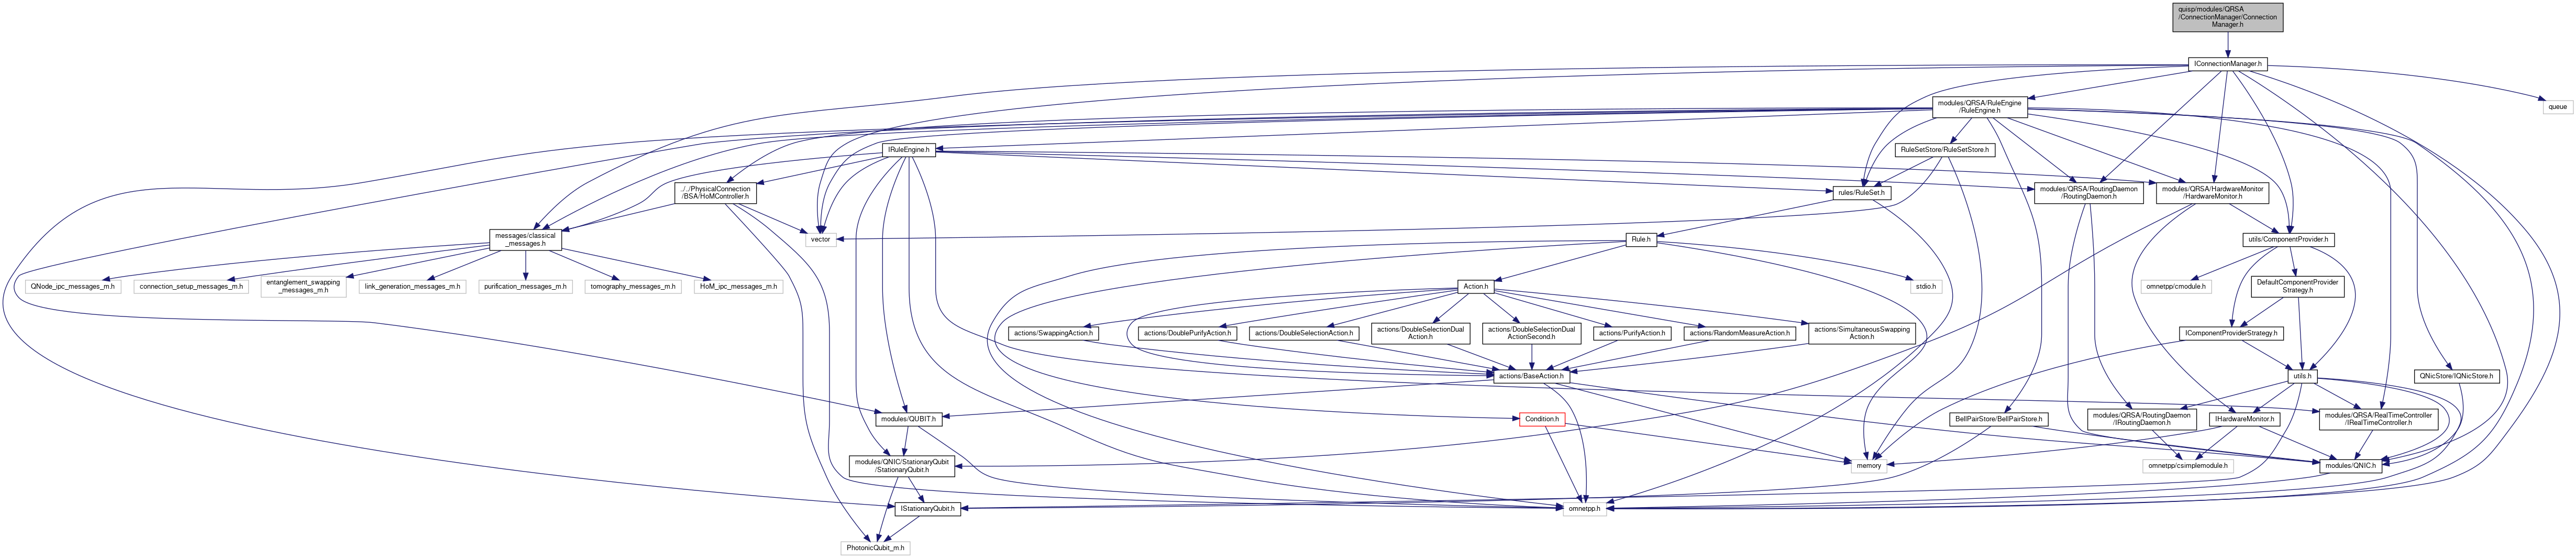 quisp/modules/QRSA
/ConnectionManager/Connection
Manager.h
IConnectionManager.h
modules/QRSA/RuleEngine
/RuleEngine.h
queue
IRuleEngine.h
RuleSetStore/RuleSetStore.h
../../PhysicalConnection
/BSA/HoMController.h
rules/RuleSet.h
modules/QRSA/RoutingDaemon
/RoutingDaemon.h
modules/QRSA/HardwareMonitor
/HardwareMonitor.h
messages/classical
_messages.h
vector
Rule.h
utils/ComponentProvider.h
QNode_ipc_messages_m.h
connection_setup_messages_m.h
entanglement_swapping
_messages_m.h
link_generation_messages_m.h
purification_messages_m.h
tomography_messages_m.h
HoM_ipc_messages_m.h
Action.h
stdio.h
omnetpp/cmodule.h
DefaultComponentProvider
Strategy.h
actions/SwappingAction.h
actions/DoublePurifyAction.h
actions/DoubleSelectionAction.h
actions/DoubleSelectionDual
Action.h
actions/DoubleSelectionDual
ActionSecond.h
actions/PurifyAction.h
actions/RandomMeasureAction.h
actions/SimultaneousSwapping
Action.h
IComponentProviderStrategy.h
actions/BaseAction.h
utils.h
QNicStore/IQNicStore.h
modules/QUBIT.h
Condition.h
BellPairStore/BellPairStore.h
modules/QRSA/RoutingDaemon
/IRoutingDaemon.h
IHardwareMonitor.h
modules/QRSA/RealTimeController
/IRealTimeController.h
modules/QNIC/StationaryQubit
/StationaryQubit.h
memory
omnetpp/csimplemodule.h
modules/QNIC.h
IStationaryQubit.h
omnetpp.h
PhotonicQubit_m.h